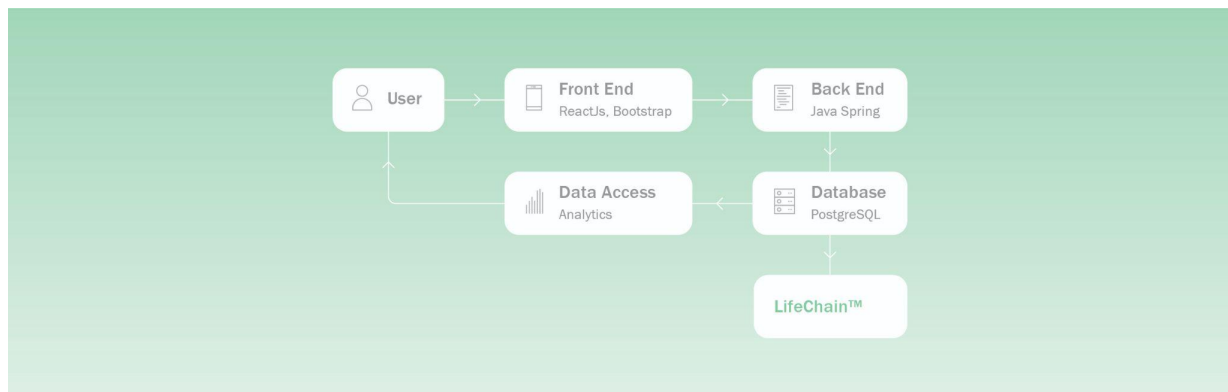 User
Front End
ReactJs, Bootstrap
Back End
Java Spring
Data Access
Analytics
Database
PostgreSQL
LifeChain™